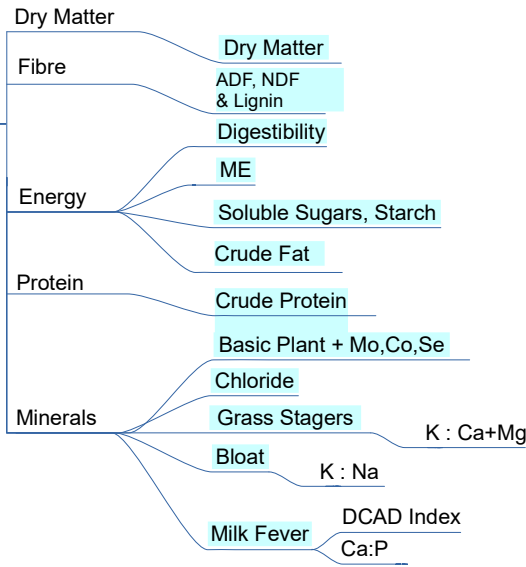 Dry Matter
Dry Matter
Fibre
ADF, NDF
& Lignin
Digestibility
ME
Energy
Soluble Sugars, Starch
Crude Fat
Protein
Crude Protein
Basic Plant + Mo,Co,Se
Chloride
Minerals
Grass Stagers
K : Ca+Mg
Bloat
K : Na
Milk Fever
DCAD Index
Ca:P